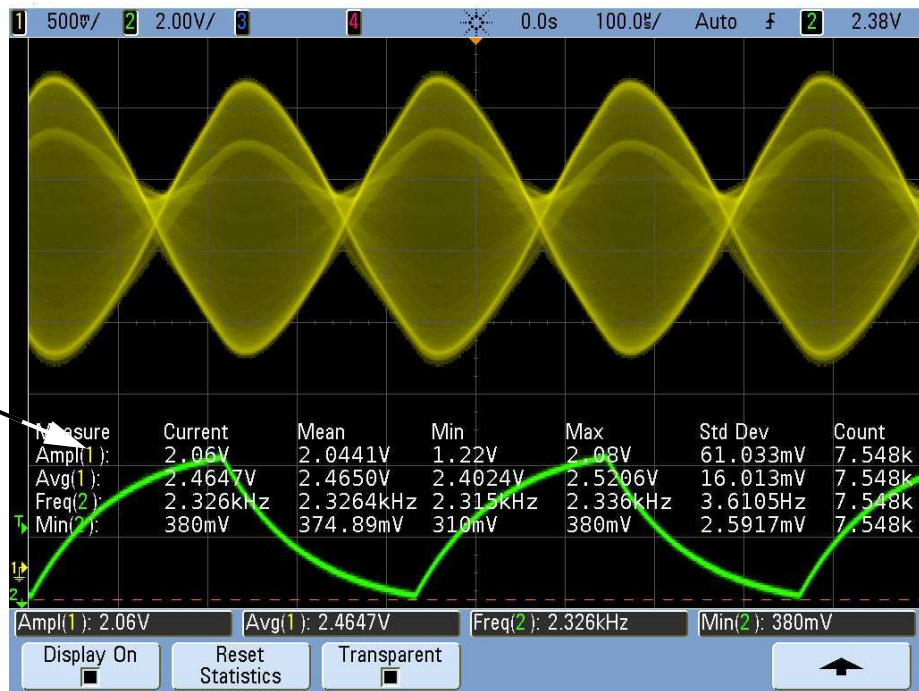 1 500mV/ 2 2.00V/ 3 4 0.0s 100.0µs/ Auto 2 2.38V
Measure Current Mean Min Max Std Dev Count
Ampl(1): 2.06V 2.0441V 1.22V 2.08V 61.033mV 7.548k
Avg(1): 2.4647V 2.4650V 2.4024V 2.5206V 16.013mV 7.548k
Freq(2): 2.326kHz 2.3264kHz 2.315kHz 2.336kHz 3.6105Hz 7.548k
Min(2): 380mV 374.89mV 310mV 380mV 2.5917mV 7.548k
T
1
2
Ampl(1): 2.06V Avg(1): 2.4647V Freq(2): 2.326kHz Min(2): 380mV
Display On Reset Statistics Transparent